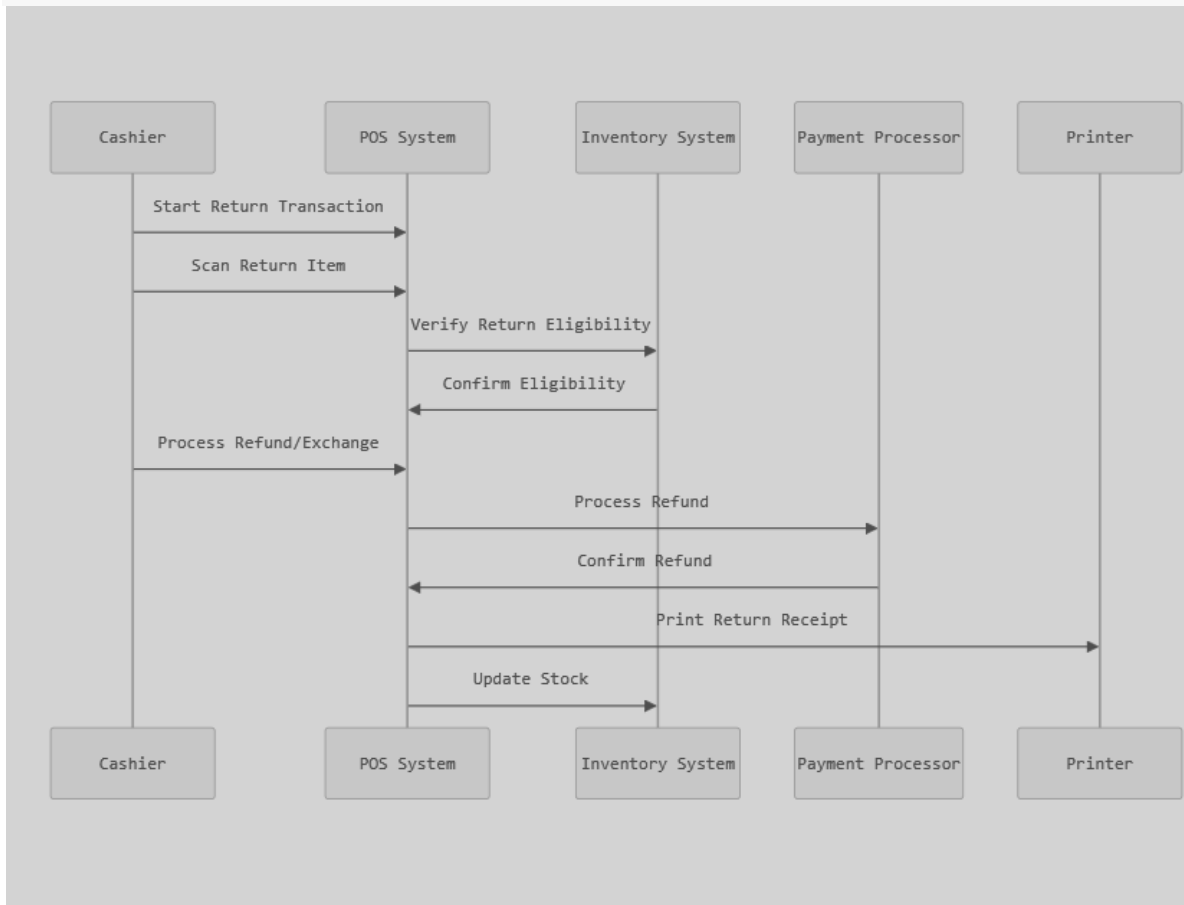 Cashier
POS System
Inventory System
Payment Processor
Printer
Start Return Transaction
Scan Return Item
Verify Return Eligibility
Confirm Eligibility
Process Refund/Exchange
Process Refund
Confirm Refund
Print Return Receipt
Update Stock
Cashier
POS System
Inventory System
Payment Processor
Printer